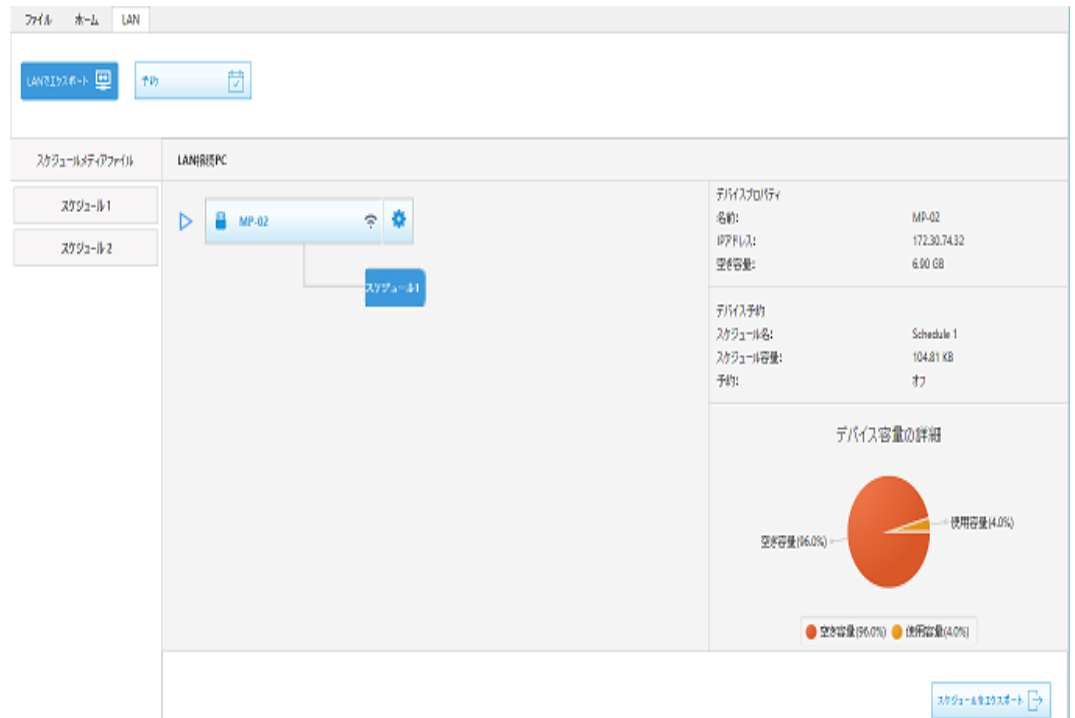 ファイル ホーム LAN
LANでエクスポート 予約
スケジュールメディアファイル LAN接続PC
スケジュール 1
スケジュール 2
MP-02
スケジュール1
デバイスプロパティ
名前: MP-02
IPアドレス: 172.30.74.32
空き容量: 6.90 GB
デバイス予約
スケジュール名: Schedule 1
スケジュール容量: 104.81 KB
予約: オフ
デバイス容量の詳細
使用容量(4.0%)
空き容量(96.0%)
空き容量(96.0%) 使用容量(4.0%)
スケジュールをエクスポート